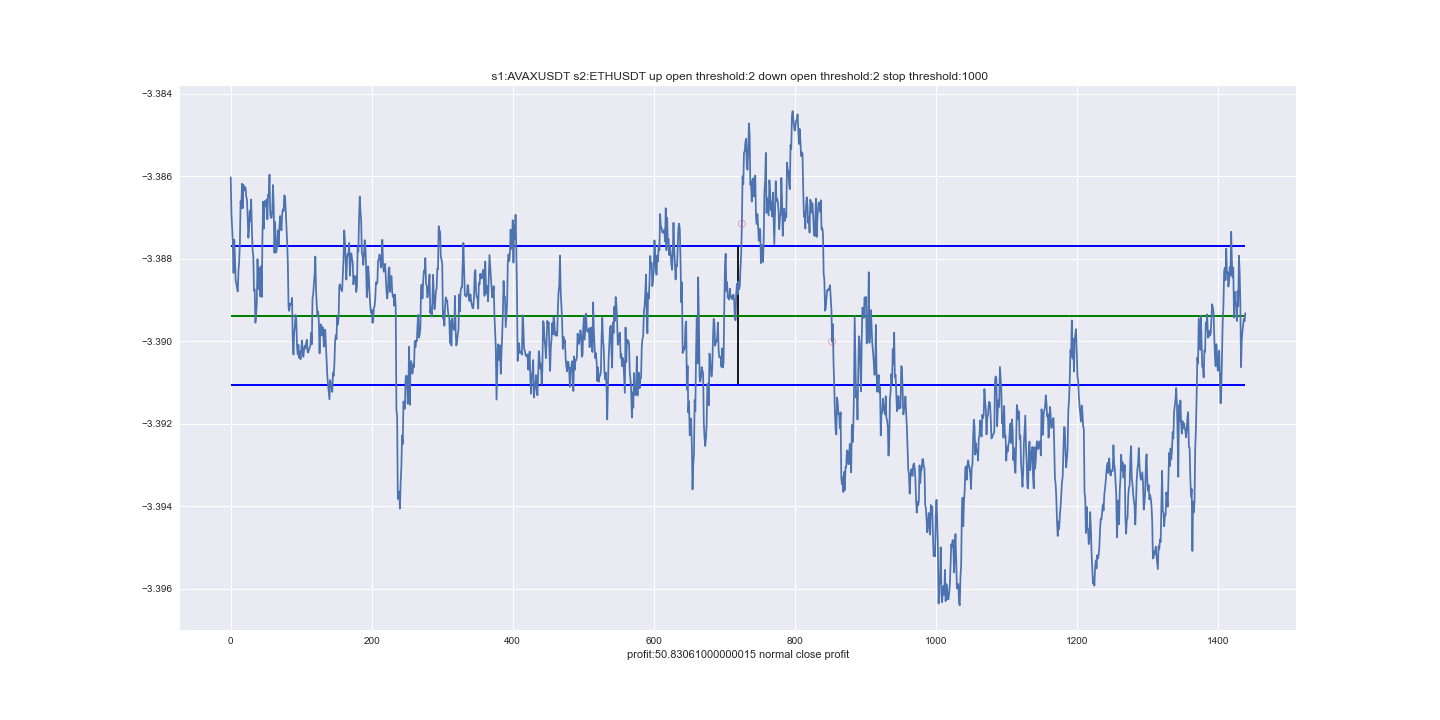 s1:AVAXUSDT s2:ETHUSDT up open threshold:2 down open threshold:2 stop threshold:1000
−3.384
−3.386
−3.388
−3.390
−3.392
−3.394
−3.396
0 200 400 600 800 1000 1200 1400
profit:50.83061000000015 normal close profit